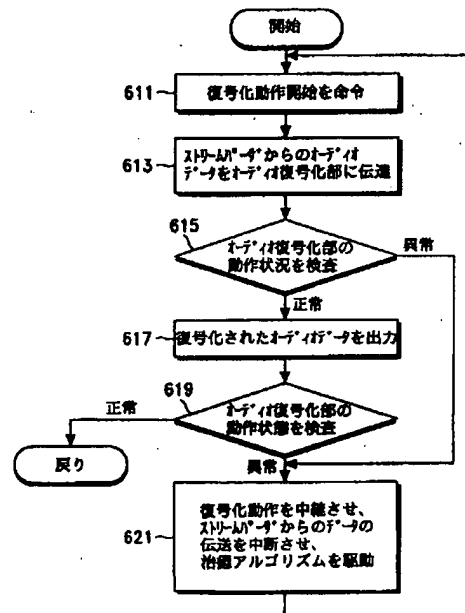 開始
611
復号化動作開始を命令
613
ｽﾄﾘｰﾑﾊﾟｰｻﾞからのｵｰﾃﾞｨｵ
ﾃﾞｰﾀをｵｰﾃﾞｨｵ復号化部に伝達
615
ｵｰﾃﾞｨｵ復号化部の
動作状況を検査
異常
正常
617
復号化されたｵｰﾃﾞｨｵﾃﾞｰﾀを出力
619
ｵｰﾃﾞｨｵ復号化部の
動作状態を検査
正常
戻り
異常
621
復号化動作を中継させ、
ｽﾄﾘｰﾑﾊﾟｰｻﾞからのﾃﾞｰﾀの
伝送を中断させ、
治癒アルゴリズムを駆動